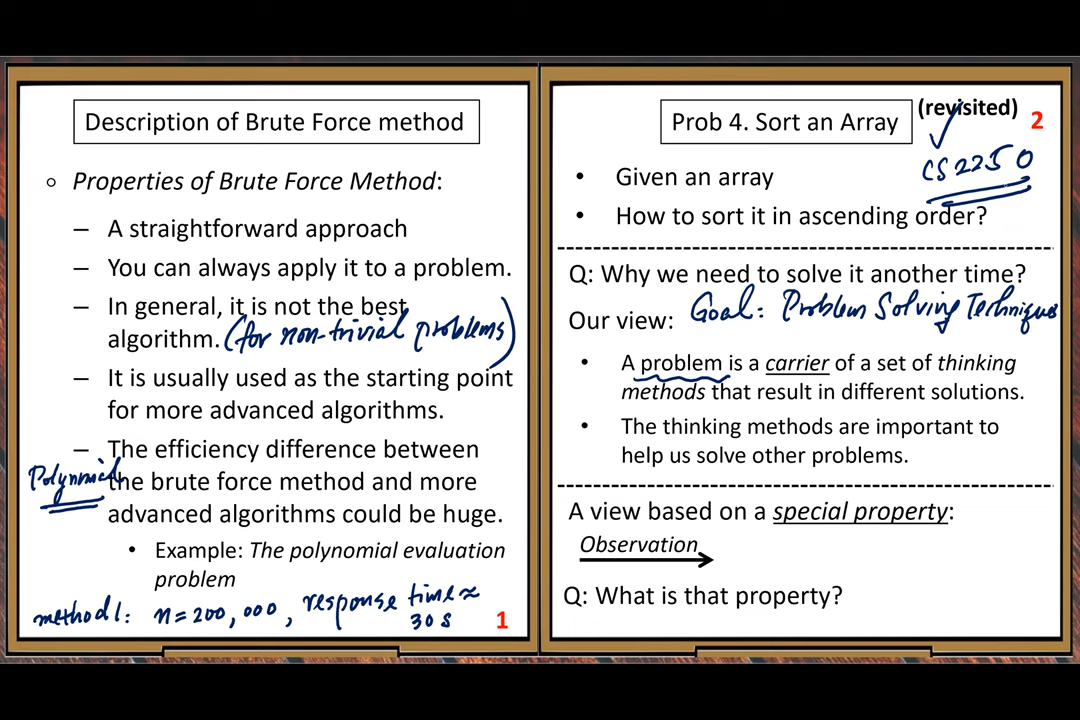 Description of Brute Force method
Properties of Brute Force Method:
– A straightforward approach
– You can always apply it to a problem.
– In general, it is not the best
algorithm. (for non-trivial problems)
– It is usually used as the starting point
for more advanced algorithms.
– The efficiency difference between
Polynomial
the brute force method and more
advanced algorithms could be huge.
• Example: The polynomial evaluation
problem
method1: n=200,000, response time ≈
30 s
1
Prob 4. Sort an Array (revisited)
2
CS2250
• Given an array
• How to sort it in ascending order?
Q: Why we need to solve it another time?
Our view: Goal: Problem Solving Techniques
• A problem is a carrier of a set of thinking
methods that result in different solutions.
• The thinking methods are important to
help us solve other problems.
A view based on a special property:
Observation
Q: What is that property?